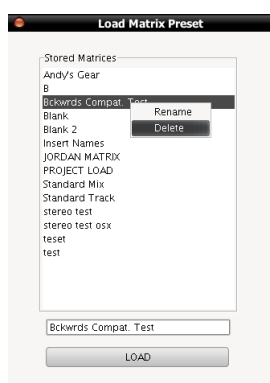 Load Matrix Preset
Stored Matrices
Andy's Gear
B
Bckwrds Compat. Test
Rename
Blank
Delete
Blank 2
Insert Names
JORDAN MATRIX
PROJECT LOAD
Standard Mix
Standard Track
stereo test
stereo test osx
teset
test
Bckwrds Compat. Test
LOAD